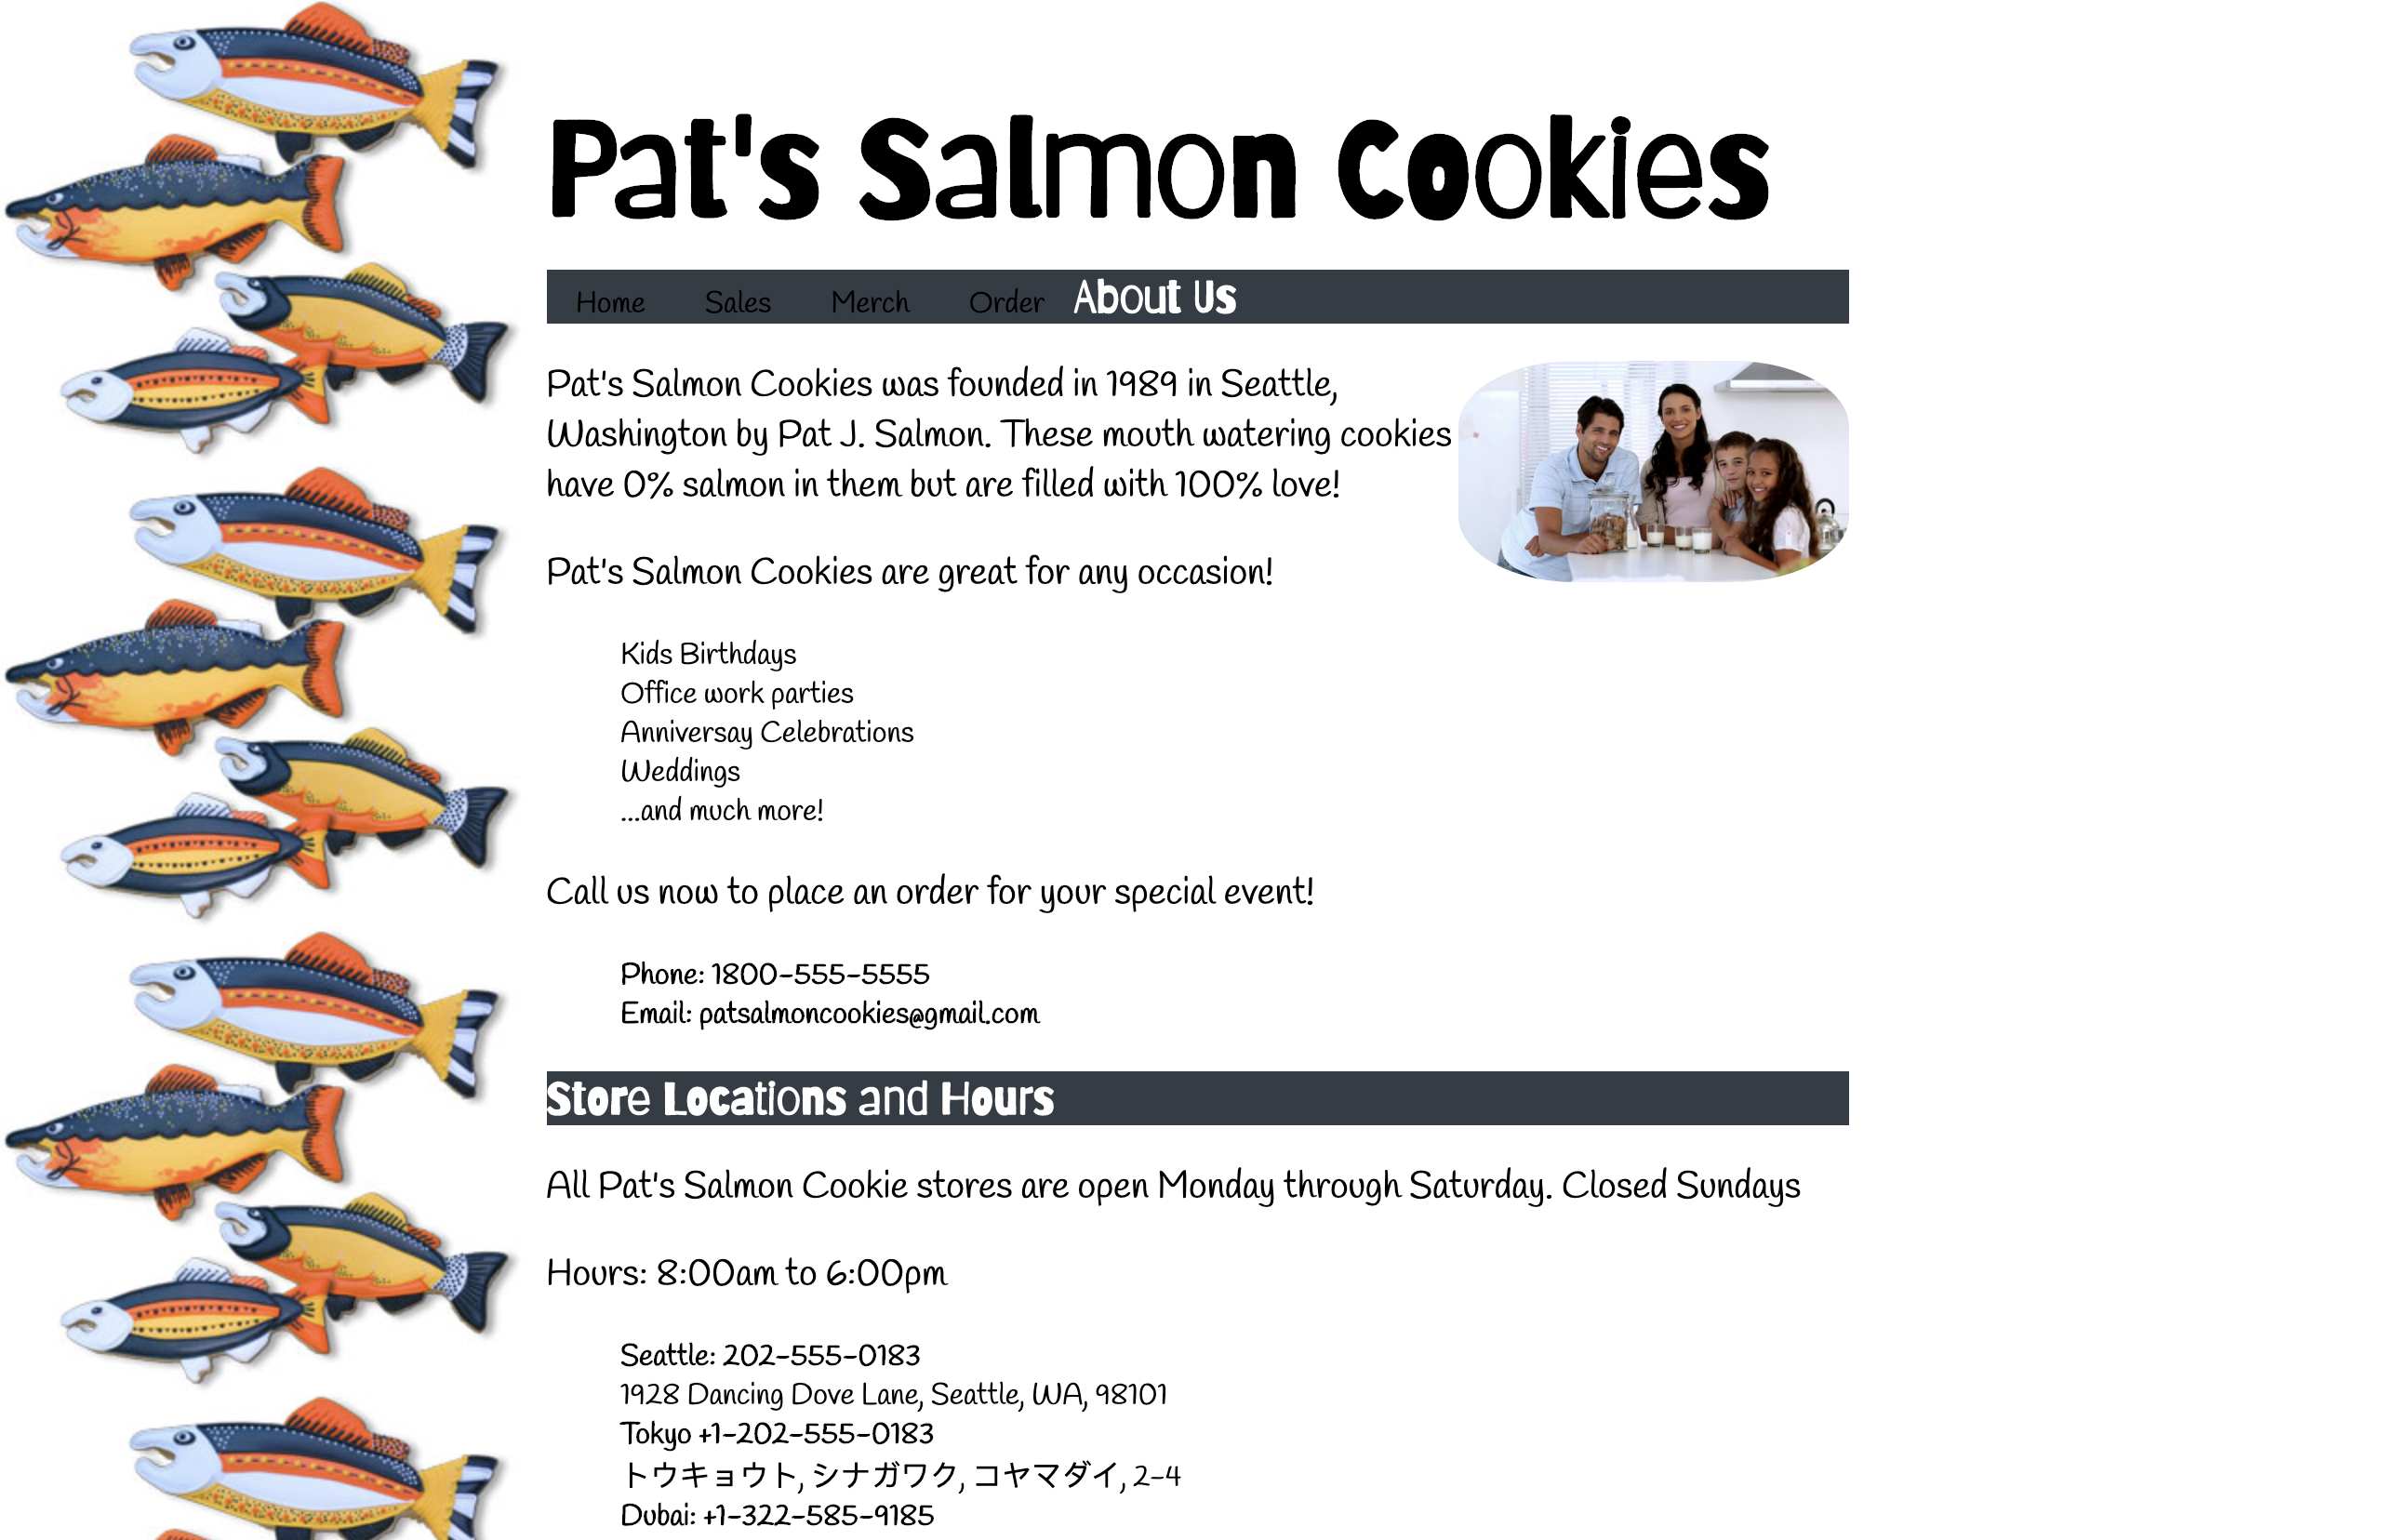 Pat's Salmon Cookies
Home Sales Merch Order About Us
Pat's Salmon Cookies was founded in 1989 in Seattle,
Washington by Pat J. Salmon. These mouth watering cookies
have 0% salmon in them but are filled with 100% love!
Pat's Salmon Cookies are great for any occasion!
Kids Birthdays
Office work parties
Anniversay Celebrations
Weddings
...and much more!
Call us now to place an order for your special event!
Phone: 1800-555-5555
Email: patsalmoncookies@gmail.com
Store Locations and Hours
All Pat's Salmon Cookie stores are open Monday through Saturday. Closed Sundays
Hours: 8:00am to 6:00pm
Seattle: 202-555-0183
1928 Dancing Dove Lane, Seattle, WA, 98101
Tokyo +1-202-555-0183
トウキョウト, シナガワク, コヤマダイ, 2-4
Dubai: +1-322-585-9185